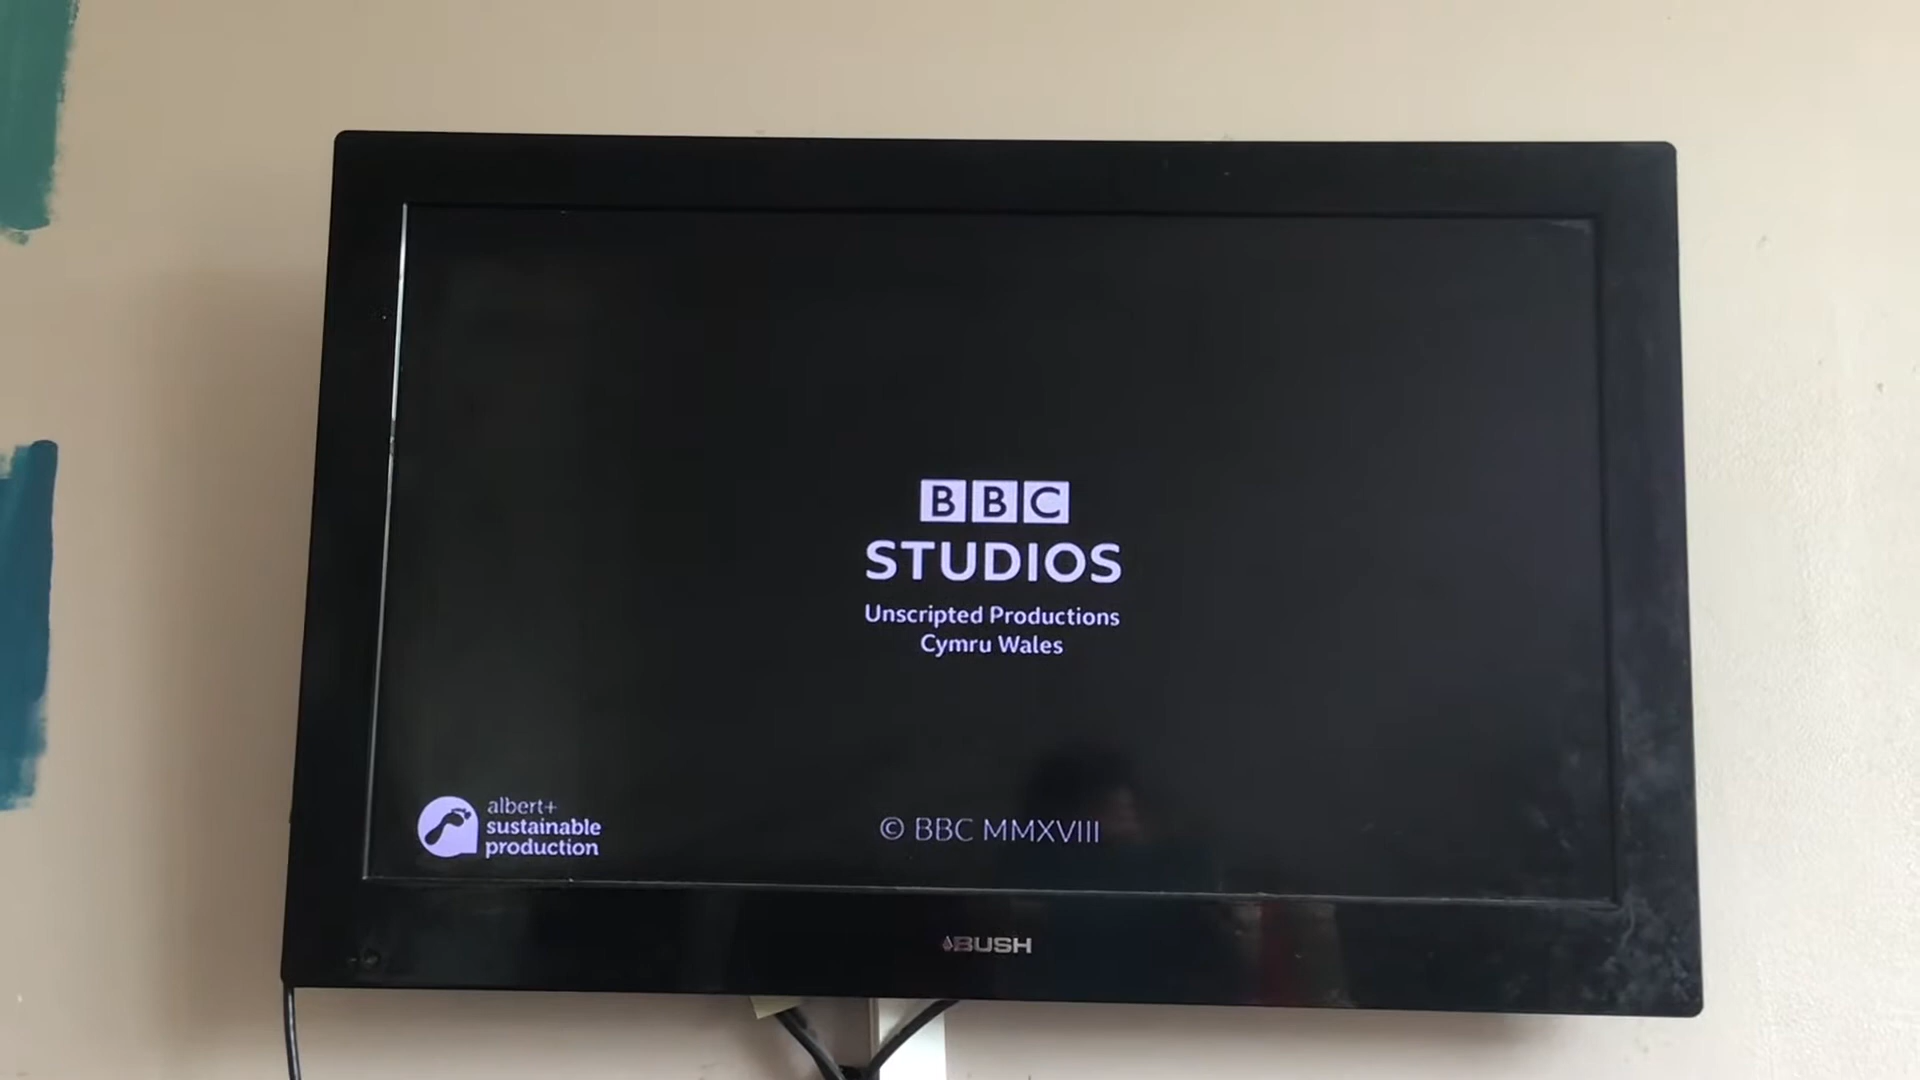 BBC
STUDIOS
Unscripted Productions
Cymru Wales
albert+
sustainable
production
© BBC MMXVIII
BUSH